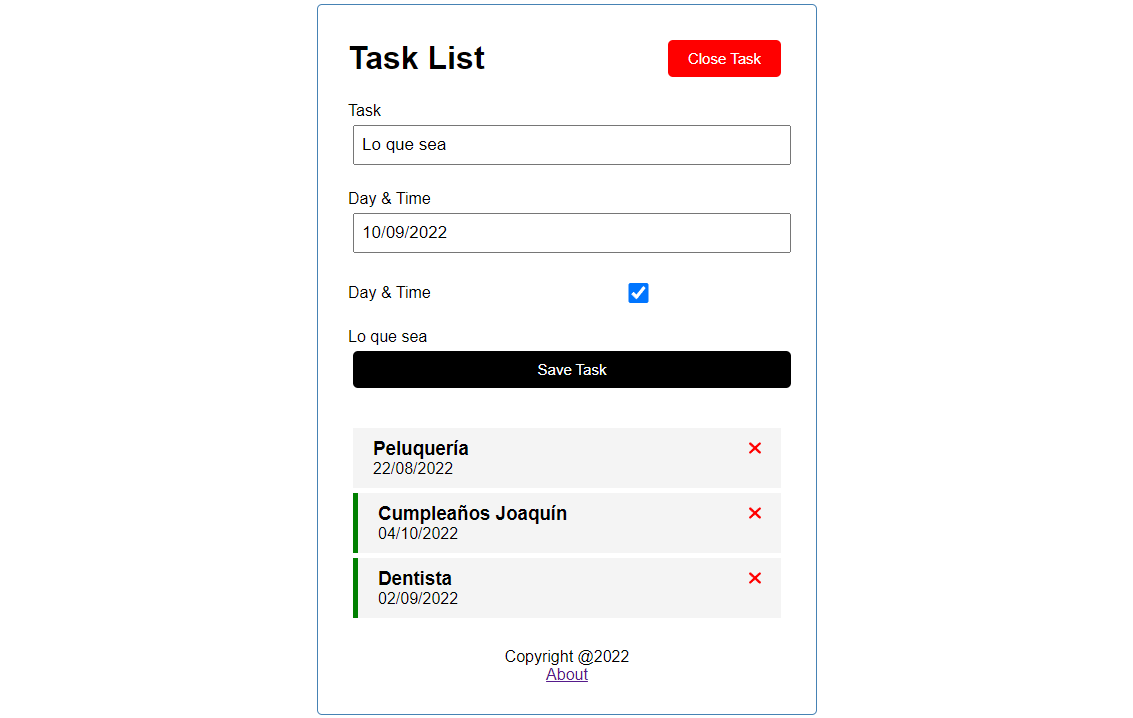 Task List
Close Task
Task
Lo que sea
Day & Time
10/09/2022
Day & Time
Lo que sea
Save Task
Peluquería
22/08/2022
Cumpleaños Joaquín
04/10/2022
Dentista
02/09/2022
Copyright @2022
About